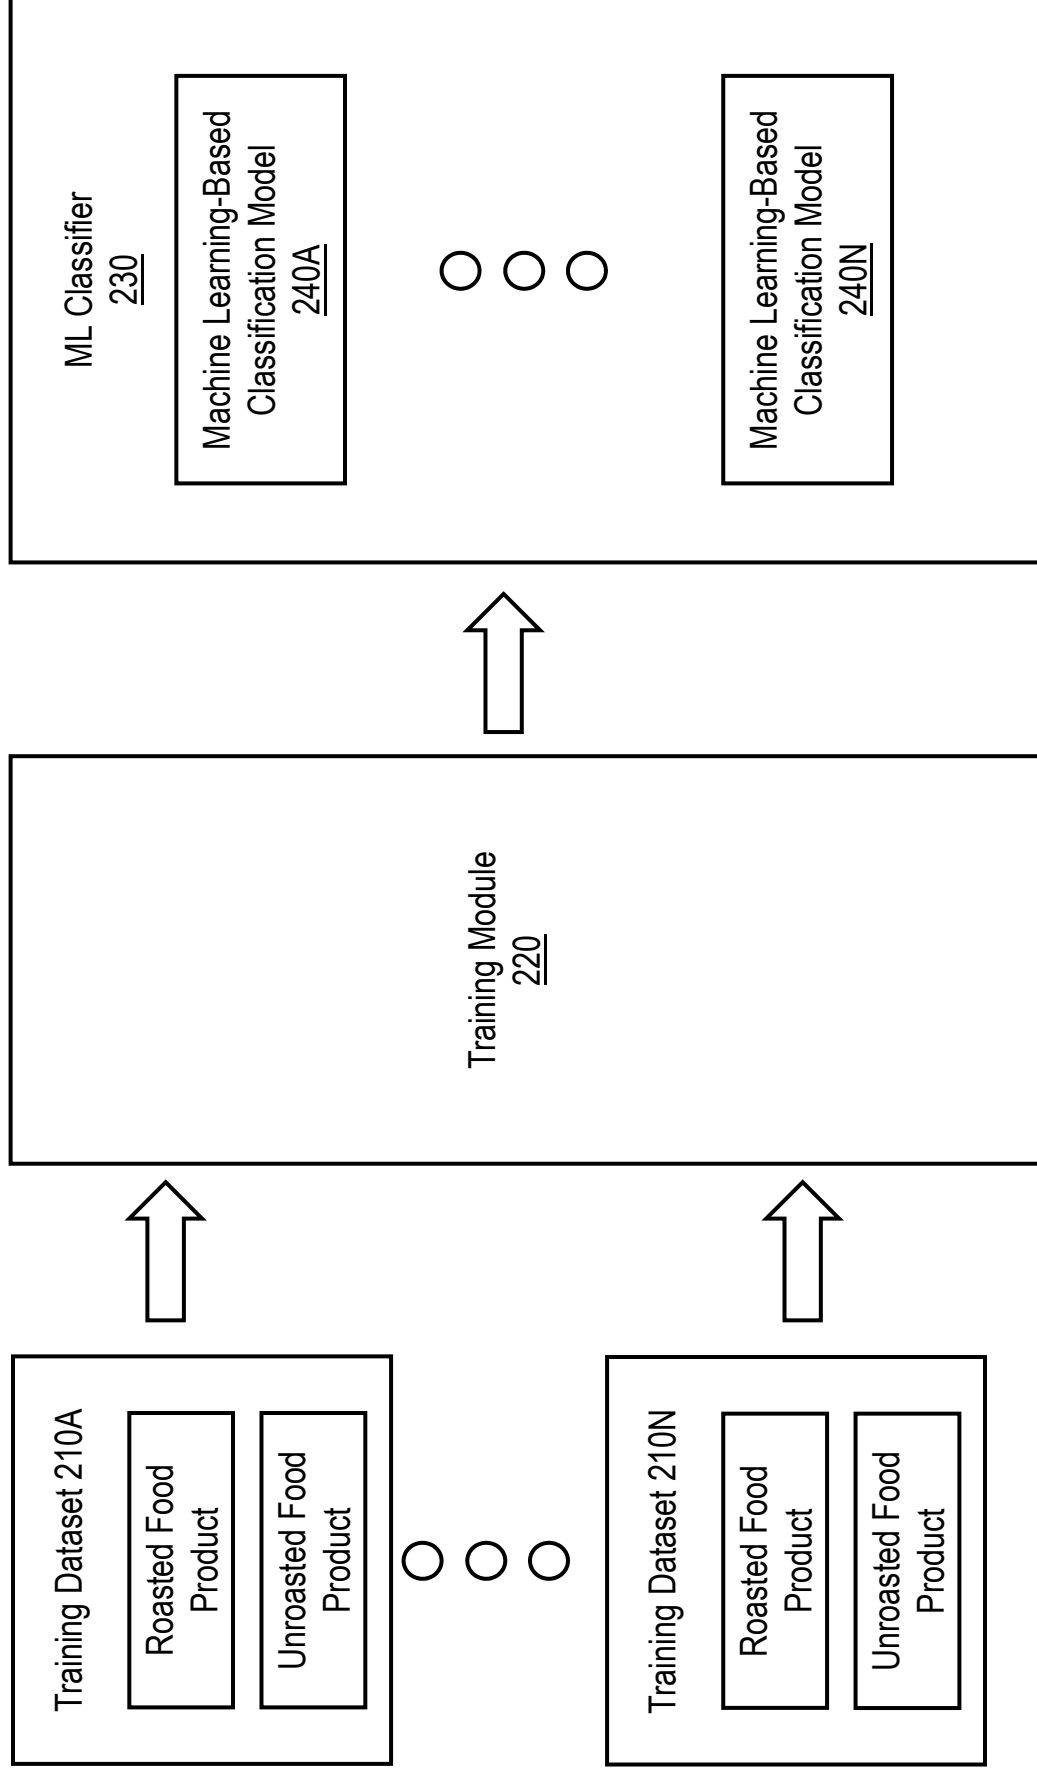 Training Dataset 210A
Roasted Food
Product
Unroasted Food
Product
Training Dataset 210N
Roasted Food
Product
Unroasted Food
Product
Training Module
220
ML Classifier
230
Machine Learning-Based
Classification Model
240A
Machine Learning-Based
Classification Model
240N